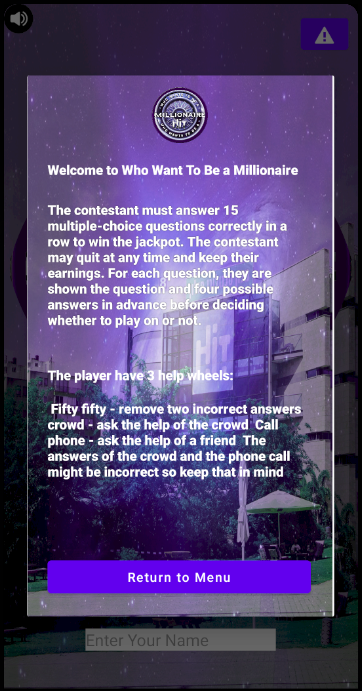 MILLIONAIRE
HiT
Welcome to Who Want To Be a Millionaire
The contestant must answer 15
multiple-choice questions correctly in a
row to win the jackpot. The contestant
may quit at any time and keep their
earnings. For each question, they are
shown the question and four possible
answers in advance before deciding
whether to play on or not.
HiT
The player have 3 help wheels:
Fifty fifty - remove two incorrect answers
crowd - ask the help of the crowd Call
phone - ask the help of a friend The
answers of the crowd and the phone call
might be incorrect so keep that in mind
Return to Menu
Enter Your Name